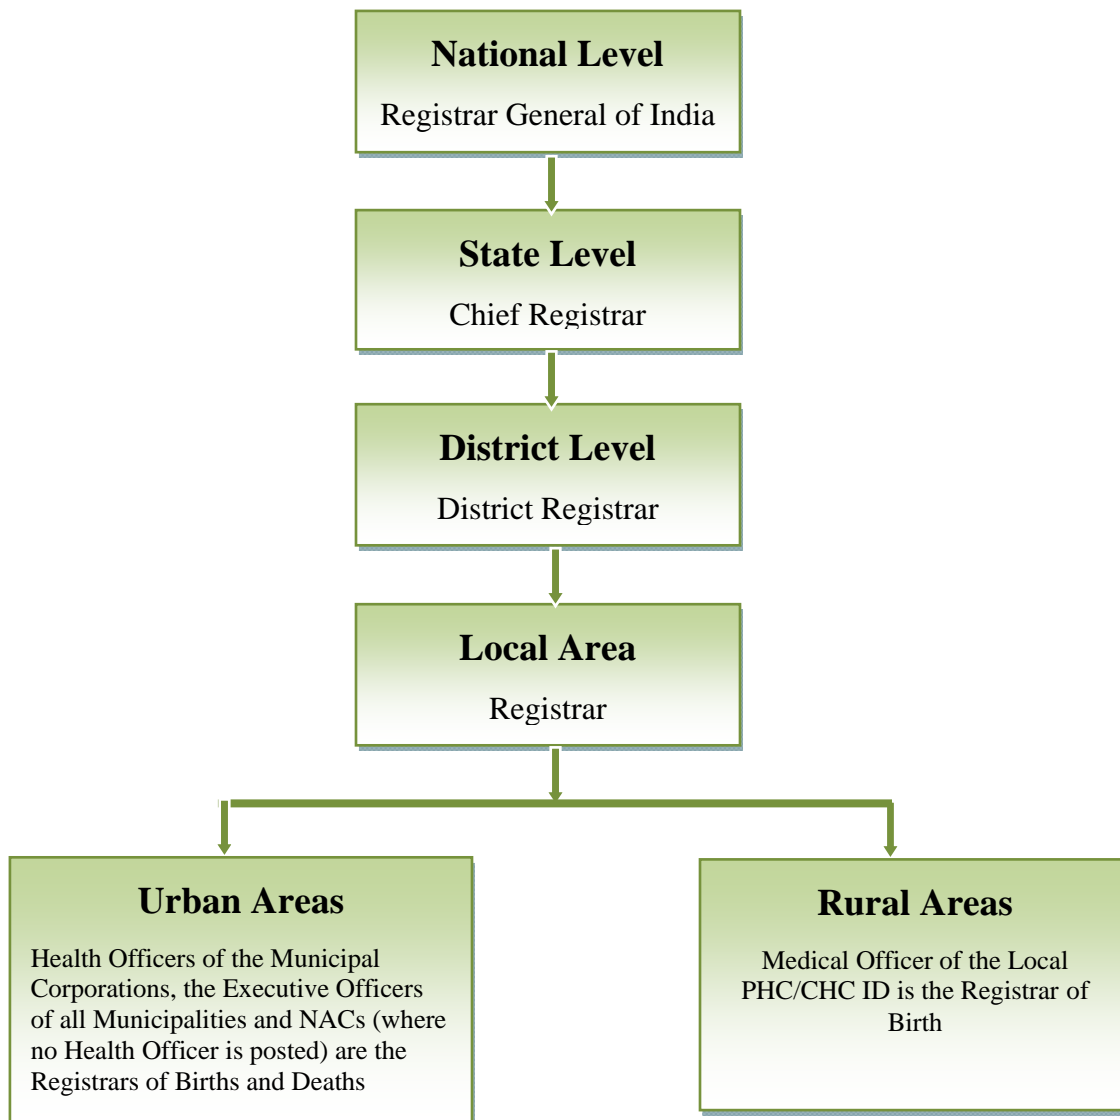 National Level
Registrar General of India
State Level
Chief Registrar
District Level
District Registrar
Local Area
Registrar
Urban Areas
Health Officers of the Municipal
Corporations, the Executive Officers
of all Municipalities and NACs (where
no Health Officer is posted) are the
Registrars of Births and Deaths
Rural Areas
Medical Officer of the Local
PHC/CHC ID is the Registrar of
Birth